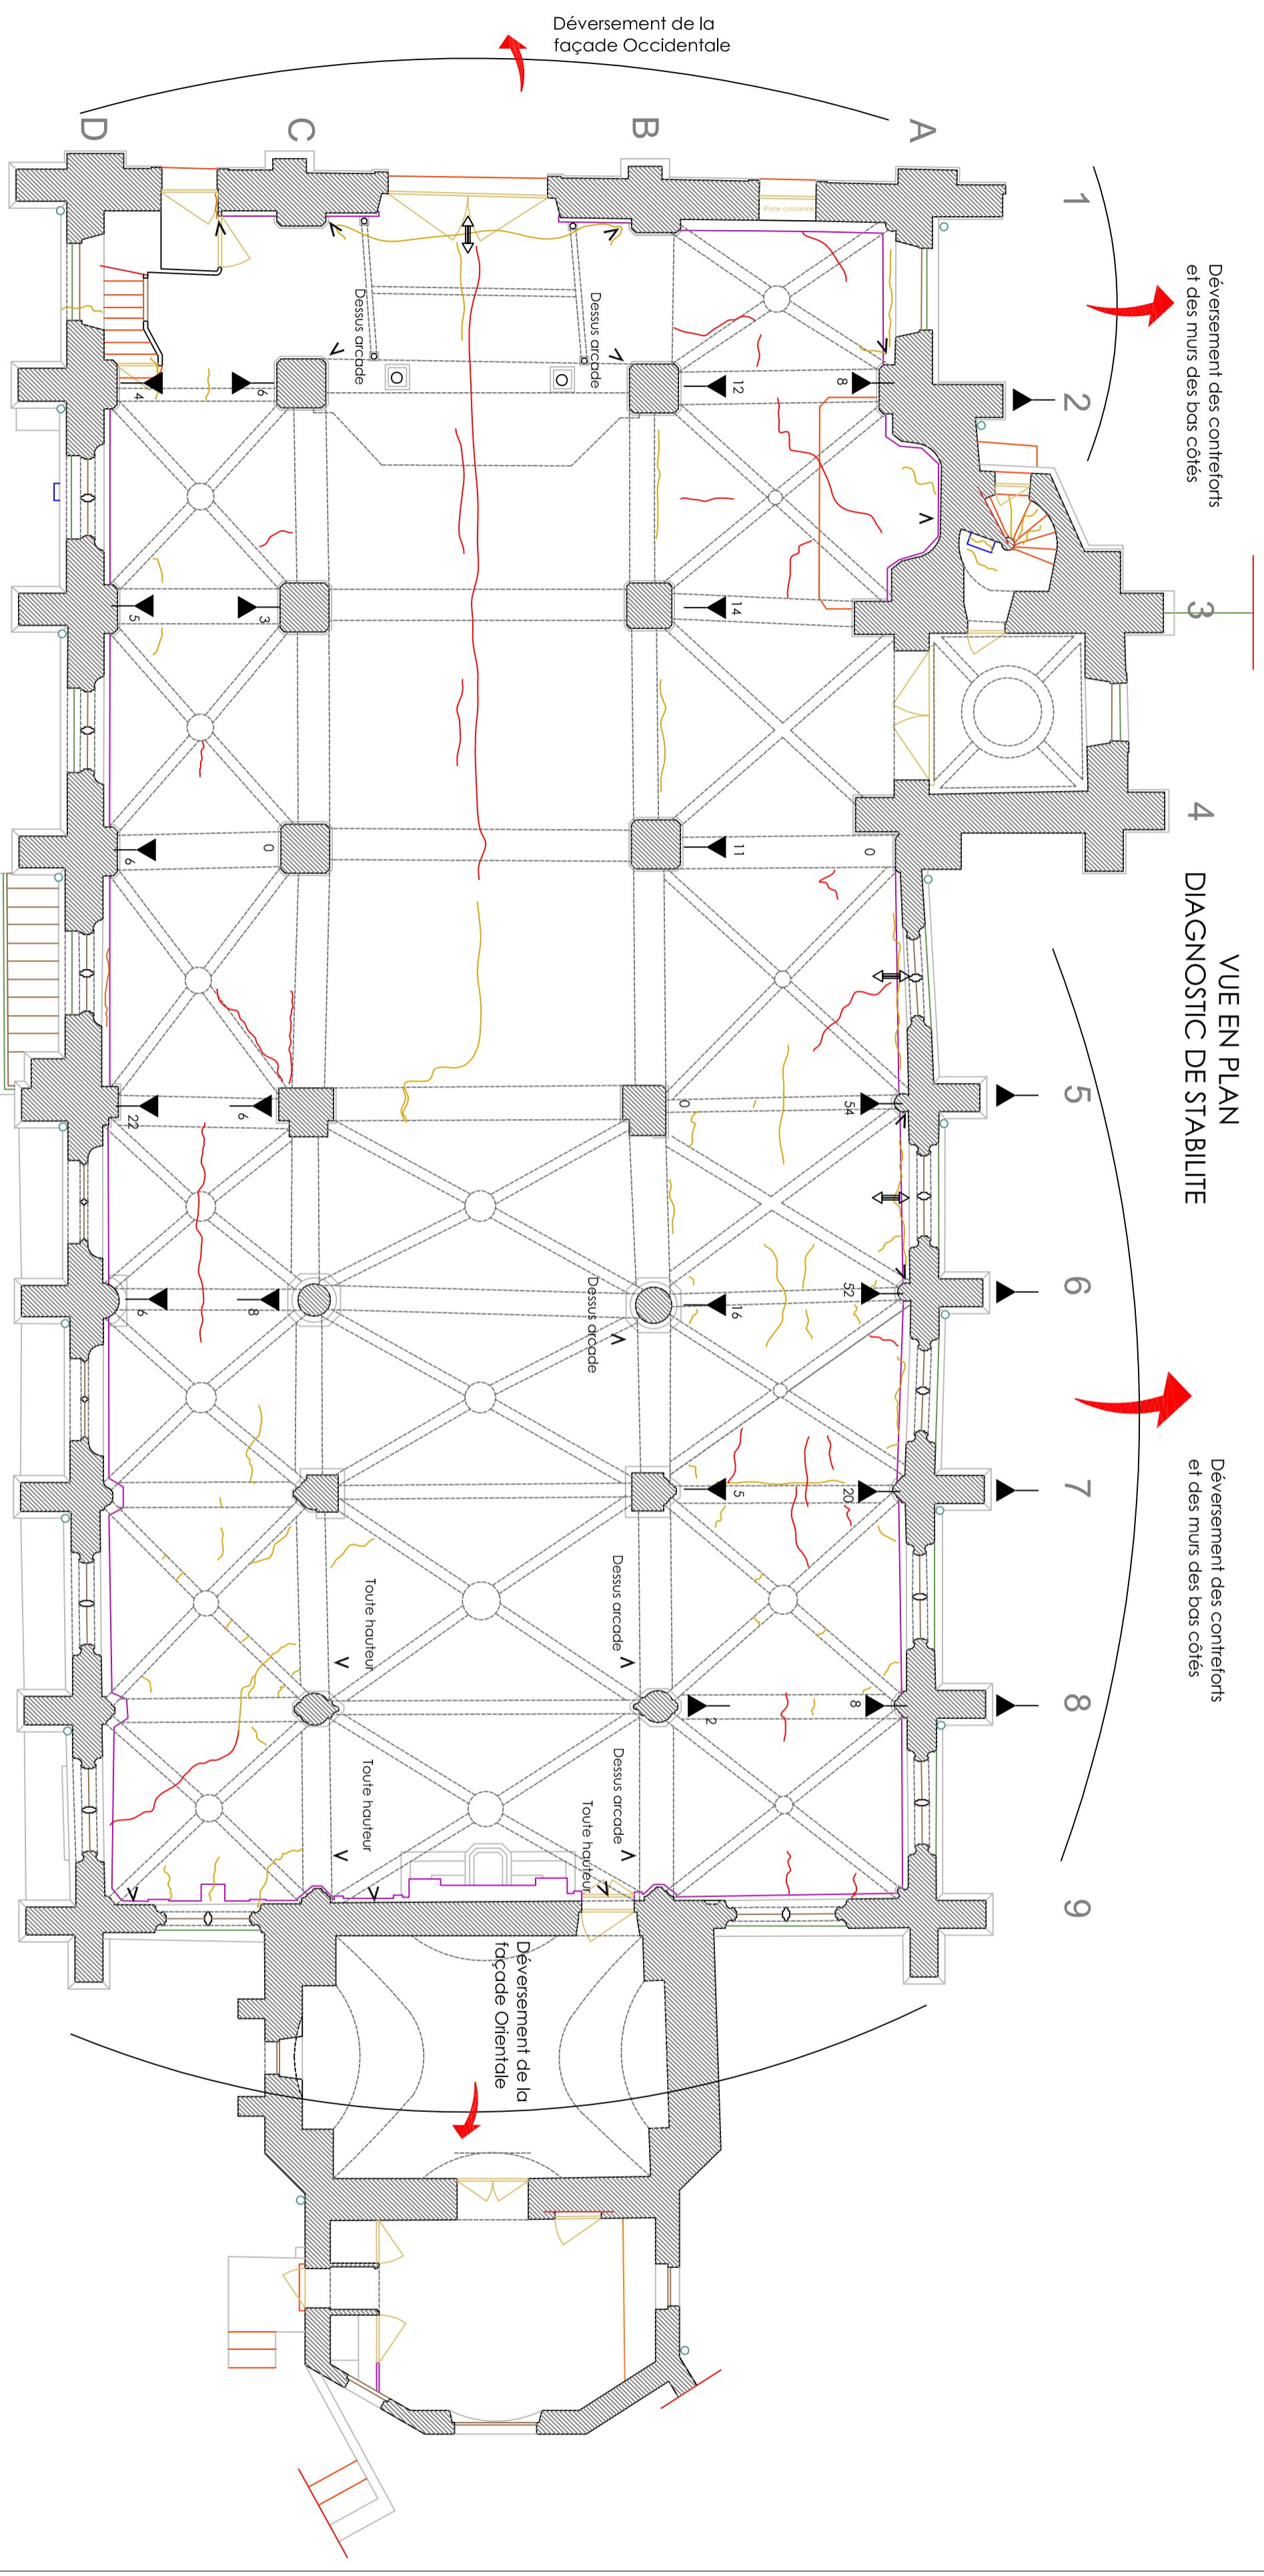 Déversement de la
façade Occidentale
D
C
B
A
1
2
3
4
5
6
7
8
9
VUE EN PLAN
DIAGNOSTIC DE STABILITE
Déversement des contreforts
et des murs des bas côtés
Déversement des contreforts
et des murs des bas côtés
Porte condamné
Dessus arcade
Dessus arcade
4
6
12
8
5
3
14
6
0
11
0
22
6
0
54
6
8
16
52
Dessus arcade
5
20
Toute hauteur
Dessus arcade
2
8
Toute hauteur
Dessus arcade
Toute hauteur
Déversement de la
façade Orientale